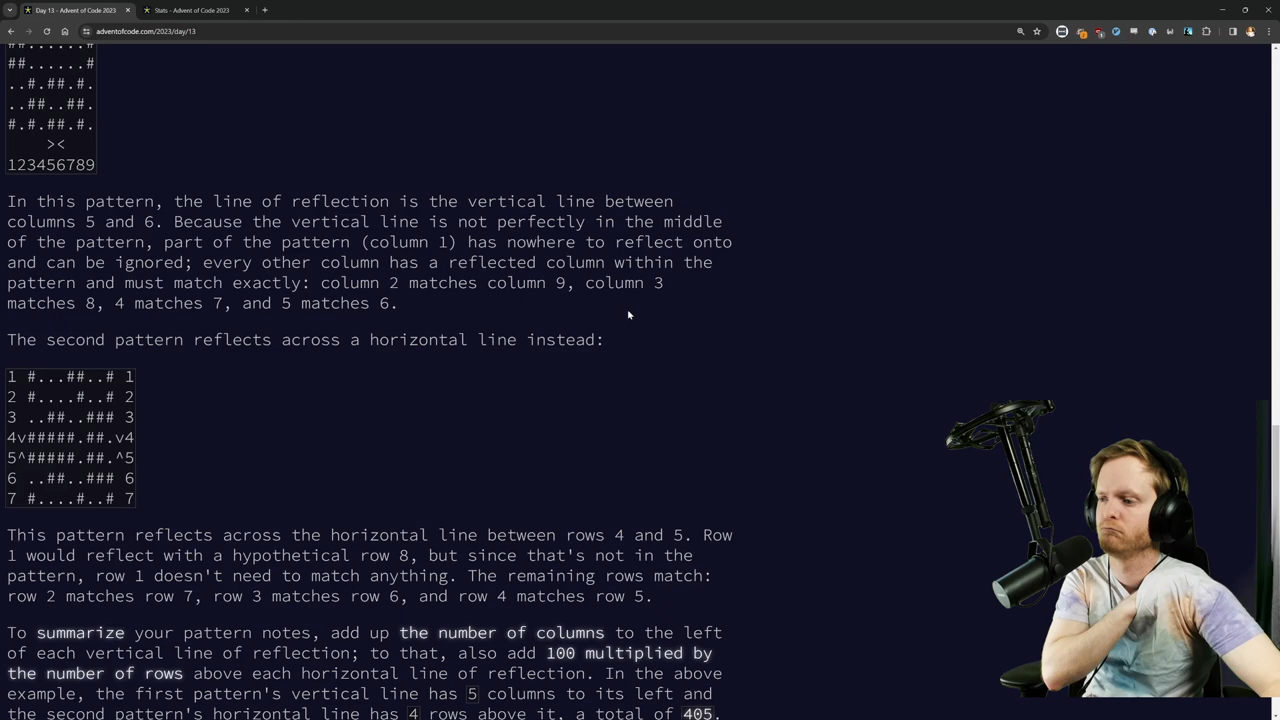 Day 13 - Advent of Code 2023
Stats - Advent of Code 2023
adventofcode.com/2023/day/13
##......#
##......#
..#.##.#.
..##..##.
#.#.##.#.
><
123456789
In this pattern, the line of reflection is the vertical line between
columns 5 and 6. Because the vertical line is not perfectly in the middle
of the pattern, part of the pattern (column 1) has nowhere to reflect onto
and can be ignored; every other column has a reflected column within the
pattern and must match exactly: column 2 matches column 9, column 3
matches 8, 4 matches 7, and 5 matches 6.
The second pattern reflects across a horizontal line instead:
1 #...##..# 1
2 #....#..# 2
3 ..##..### 3
4v#####.##.v4
5^#####.##.^5
6 ..##..### 6
7 #....#..# 7
This pattern reflects across the horizontal line between rows 4 and 5. Row
1 would reflect with a hypothetical row 8, but since that's not in the
pattern, row 1 doesn't need to match anything. The remaining rows match:
row 2 matches row 7, row 3 matches row 6, and row 4 matches row 5.
To summarize your pattern notes, add up the number of columns to the left
of each vertical line of reflection; to that, also add 100 multiplied by
the number of rows above each horizontal line of reflection. In the above
example, the first pattern's vertical line has 5 columns to its left and
the second pattern's horizontal line has 4 rows above it, a total of 405.